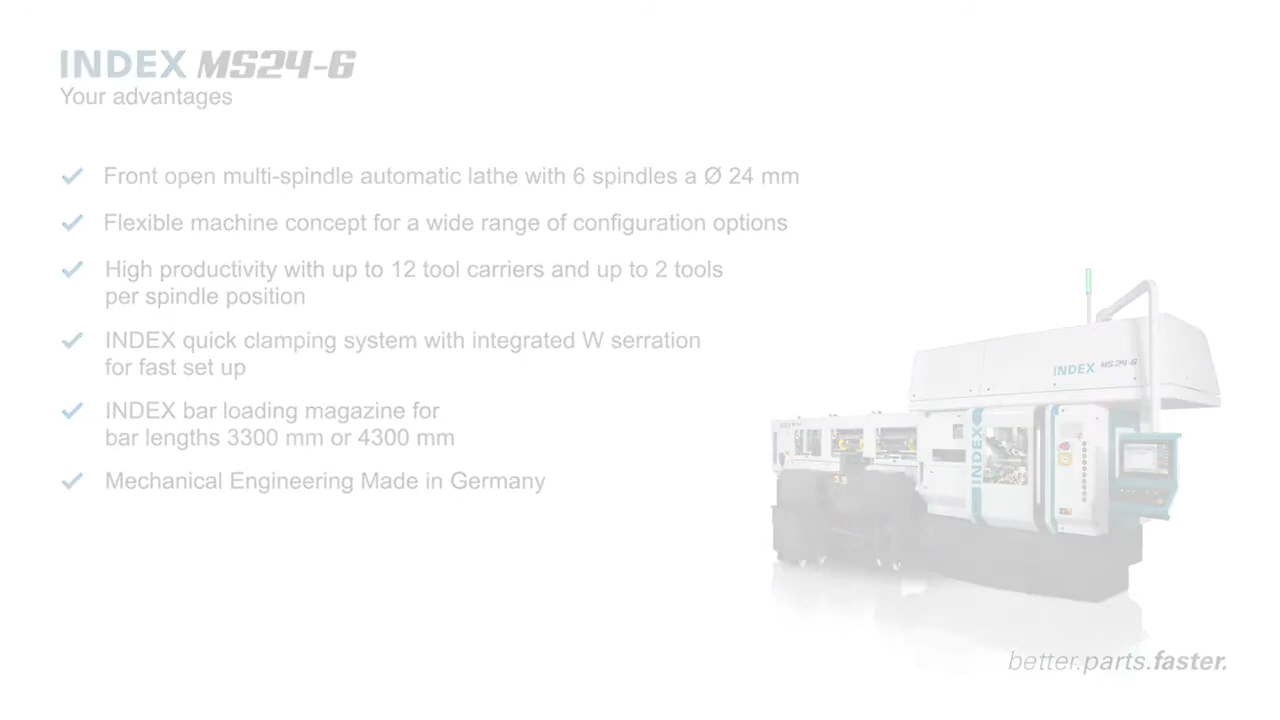 INDEX MS24-6
Your advantages
Front open multi-spindle automatic lathe with 6 spindles a Ø 24 mm
Flexible machine concept for a wide range of configuration options
High productivity with up to 12 tool carriers and up to 2 tools
per spindle position
INDEX quick clamping system with integrated W serration
for fast set up
INDEX bar loading magazine for
bar lengths 3300 mm or 4300 mm
Mechanical Engineering Made in Germany
INDEX MS24-6
INDEX
better.parts.faster.